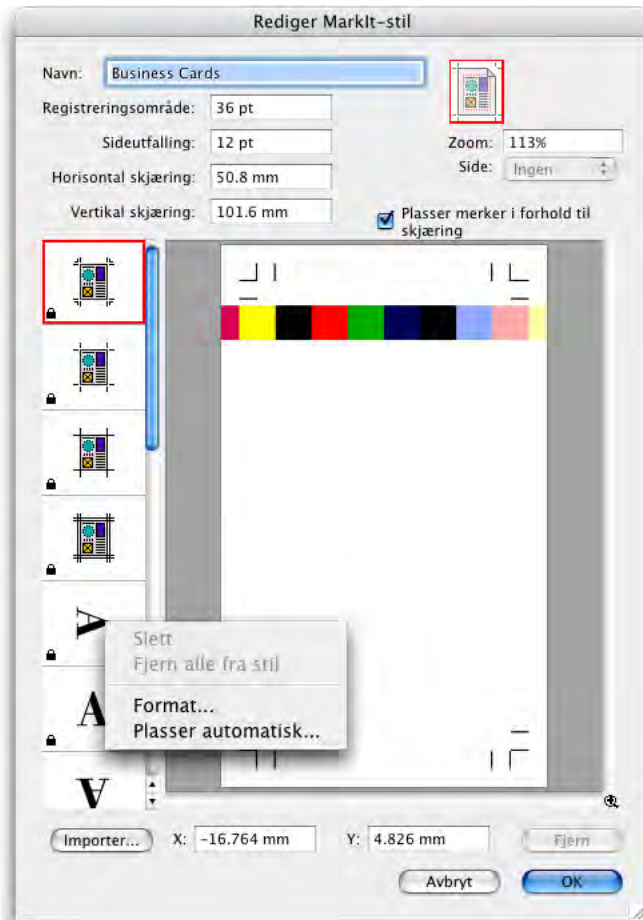 Rediger MarkIt-stil
Navn: Business Cards
Registreringsområde: 36 pt
Sideutfalling: 12 pt
Zoom: 113%
Horisontal skjæring: 50.8 mm
Side: Ingen
Vertikal skjæring: 101.6 mm
Plasser merker i forhold til
skjæring
A
Slett
Fjern alle fra stil
Format...
Plasser automatisk...
A
A
Importer... X: -16.764 mm Y: 4.826 mm Fjern
Avbryt OK